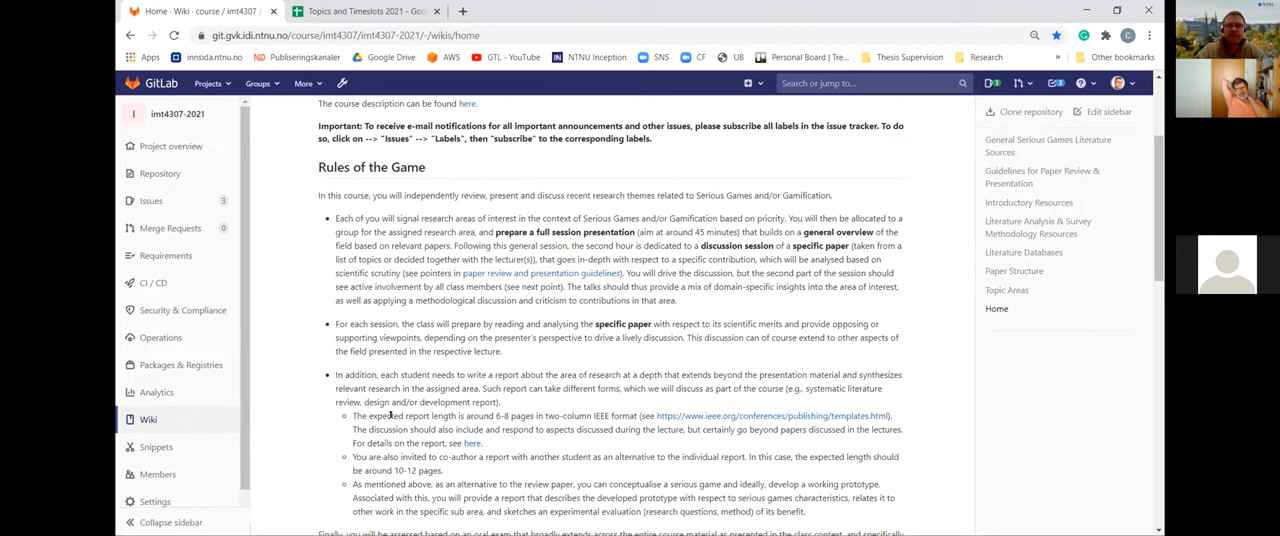 Home · Wiki · course / imt4307-2
Topics and Timeslots 2021 - Goo
git.gvk.idi.ntnu.no/course/imt4307-2021/-/wikis/home
Apps
innsida.ntnu.no
Publiseringskanaler
Google Drive
AWS
GTL - YouTube
NTNU Inception
SNS
CF
UB
Personal Board | Tre...
Thesis Supervision
Research
»
Other bookmarks
GitLab
Projects
Groups
More
Search or jump to...
I
imt4307-2021
Project overview
Repository
Issues
3
Merge Requests
0
Requirements
CI / CD
Security & Compliance
Operations
Packages & Registries
Analytics
Wiki
Snippets
Members
Settings
Collapse sidebar
The course description can be found here.
Important: To receive e-mail notifications for all important announcements and other issues, please subscribe all labels in the issue tracker. To do
so, click on --> "Issues" --> "Labels", then "subscribe" to the corresponding labels.
Rules of the Game
In this course, you will independently review, present and discuss recent research themes related to Serious Games and/or Gamification.
• Each of you will signal research areas of interest in the context of Serious Games and/or Gamification based on priority. You will then be allocated to a
group for the assigned research area, and prepare a full session presentation (aim at around 45 minutes) that builds on a general overview of the
field based on relevant papers. Following this general session, the second hour is dedicated to a discussion session of a specific paper (taken from a
list of topics or decided together with the lecturer(s)), that goes in-depth with respect to a specific contribution, which will be analysed based on
scientific scrutiny (see pointers in paper review and presentation guidelines). You will drive the discussion, but the second part of the session should
see active involvement by all class members (see next point). The talks should thus provide a mix of domain-specific insights into the area of interest,
as well as applying a methodological discussion and criticism to contributions in that area.
• For each session, the class will prepare by reading and analysing the specific paper with respect to its scientific merits and provide opposing or
supporting viewpoints, depending on the presenter's perspective to drive a lively discussion. This discussion can of course extend to other aspects of
the field presented in the respective lecture.
• In addition, each student needs to write a report about the area of research at a depth that extends beyond the presentation material and synthesizes
relevant research in the assigned area. Such report can take different forms, which we will discuss as part of the course (e.g., systematic literature
review, design and/or development report).
The expected report length is around 6-8 pages in two-column IEEE format (see https://www.ieee.org/conferences/publishing/templates.html).
The discussion should also include and respond to aspects discussed during the lecture, but certainly go beyond papers discussed in the lectures.
For details on the report, see here.
You are also invited to co-author a report with another student as an alternative to the individual report. In this case, the expected length should
be around 10-12 pages.
As mentioned above, as an alternative to the review paper, you can conceptualise a serious game and ideally, develop a working prototype.
Associated with this, you will provide a report that describes the developed prototype with respect to serious games characteristics, relates it to
other work in the specific sub area, and sketches an experimental evaluation (research questions, method) of its benefit.
Finally, you will be assessed based on an oral exam that broadly extends across the entire course material as presented in the class context, and specifically
Clone repository
Edit sidebar
General Serious Games Literature
Sources
Guidelines for Paper Review &
Presentation
Introductory Resources
Literature Analysis & Survey
Methodology Resources
Literature Databases
Paper Structure
Topic Areas
Home